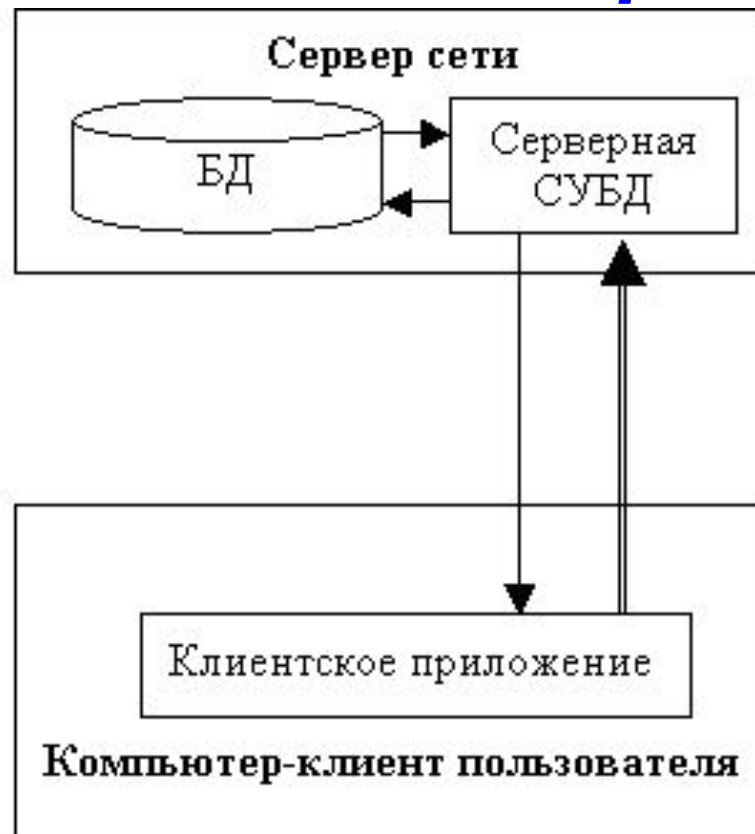 Сервер сети
БД
Серверная
СУБД
Клиентское приложение
Компьютер-клиент пользователя